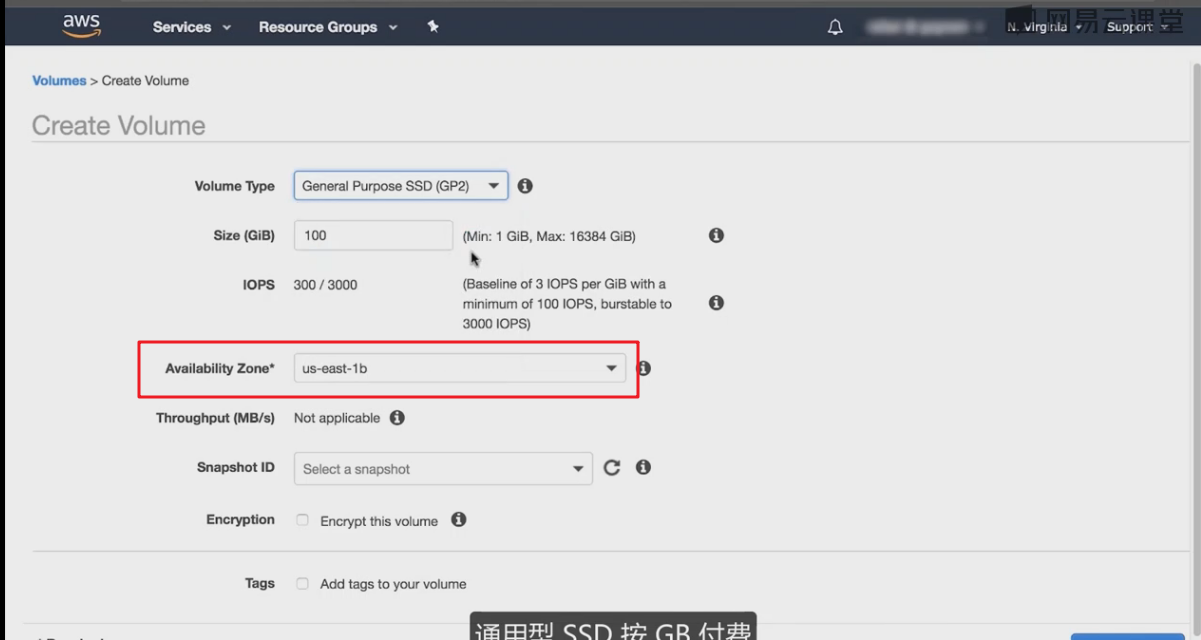 aws
Services
Resource Groups
N. Virginia
Support
网易云课堂
Volumes > Create Volume
Create Volume
Volume Type
General Purpose SSD (GP2)
Size (GiB)
100
(Min: 1 GiB, Max: 16384 GiB)
IOPS
300 / 3000
(Baseline of 3 IOPS per GiB with a
minimum of 100 IOPS, burstable to
3000 IOPS)
Availability Zone*
us-east-1b
Throughput (MB/s)
Not applicable
Snapshot ID
Select a snapshot
Encryption
Encrypt this volume
Tags
Add tags to your volume
通用型 SSD 按 GB 付费